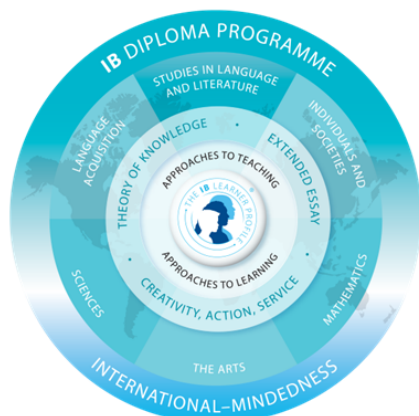 IB DIPLOMA PROGRAMME
STUDIES IN LANGUAGE
AND LITERATURE
LANGUAGE
ACQUISITION
INDIVIDUALS AND
SOCIETIES
THEORY OF KNOWLEDGE
EXTENDED ESSAY
APPROACHES TO TEACHING
THE IB LEARNER PROFILE
APPROACHES TO LEARNING
CREATIVITY, ACTION, SERVICE
SCIENCES
MATHEMATICS
THE ARTS
INTERNATIONAL–MINDEDNESS